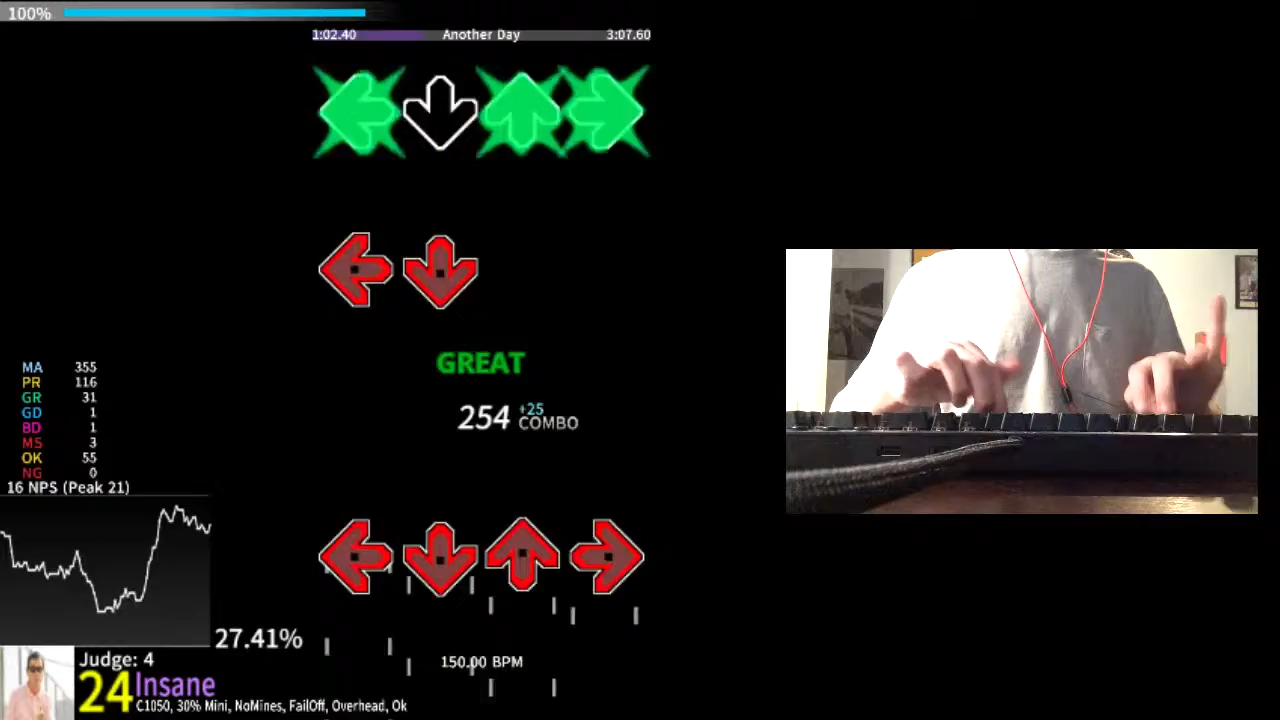 100%
1:02.40 Another Day 3:07.60
GREAT
254 +25 COMBO
MA 355
PR 116
GR 31
GD 1
BD 1
MS 3
OK 55
NG 0
16 NPS (Peak 21)
27.41%
Judge: 4
24 Insane
150.00 BPM
C1050, 30% Mini, NoMines, FailOff, Overhead, Ok